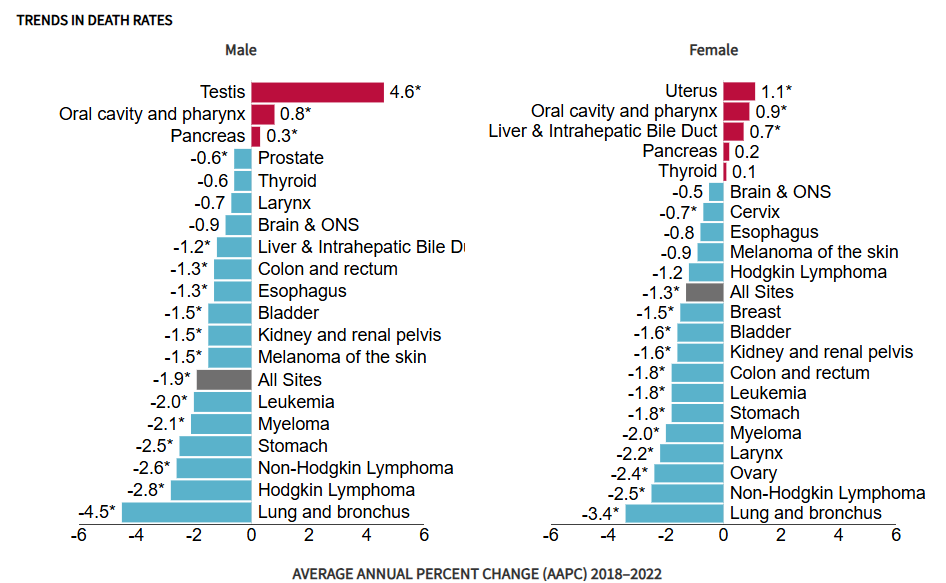 TRENDS IN DEATH RATES
Male
Testis 4.6*
Oral cavity and pharynx 0.8*
Pancreas 0.3*
-0.6* Prostate
-0.6 Thyroid
-0.7 Larynx
-0.9 Brain & ONS
-1.2* Liver & Intrahepatic Bile
-1.3* Colon and rectum
-1.3* Esophagus
-1.5* Bladder
-1.5* Kidney and renal pelvis
-1.5* Melanoma of the skin
-1.9* All Sites
-2.0* Leukemia
-2.1* Myeloma
-2.5* Stomach
-2.6* Non-Hodgkin Lymphoma
-2.8* Hodgkin Lymphoma
-4.5* Lung and bronchus
-6 -4 -2 0 2 4 6
Female
Uterus 1.1*
Oral cavity and pharynx 0.9*
Liver & Intrahepatic Bile Duct 0.7*
Pancreas 0.2
Thyroid 0.1
-0.5 Brain & ONS
-0.7* Cervix
-0.8 Esophagus
-0.9 Melanoma of the skin
-1.2 Hodgkin Lymphoma
-1.3* All Sites
-1.5* Breast
-1.6* Bladder
-1.6* Kidney and renal pelvis
-1.8* Colon and rectum
-1.8* Leukemia
-1.8* Stomach
-2.0* Myeloma
-2.2* Larynx
-2.4* Ovary
-2.5* Non-Hodgkin Lymphoma
-3.4* Lung and bronchus
-6 -4 -2 0 2 4 6
AVERAGE ANNUAL PERCENT CHANGE (AAPC) 2018–2022